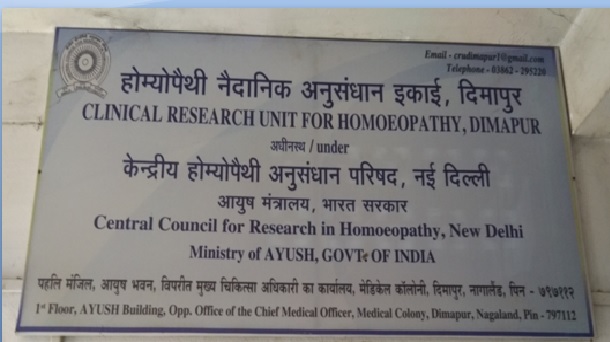 Email - crudimapur1@gmail.com
Telephone - 03862 - 295220
होम्योपैथी नैदानिक अनुसंधान इकाई, दिमापुर
CLINICAL RESEARCH UNIT FOR HOMOEOPATHY, DIMAPUR
अधीनस्थ / under
केन्द्रीय होम्योपैथी अनुसंधान परिषद, नई दिल्ली
आयुष मंत्रालय, भारत सरकार
Central Council for Research in Homoeopathy, New Delhi
Ministry of AYUSH, GOVT. OF INDIA
पहलि मंजिल, आयुष भवन, विपरीत मुख्य चिकित्सा अधिकारी का कार्यालय, मेडिकेल कॉलोनी, दिमापुर, नागालैंड, पिन - ७९७११२
1st Floor, AYUSH Building, Opp. Office of the Chief Medical Officer, Medical Colony, Dimapur, Nagaland, Pin - 797112